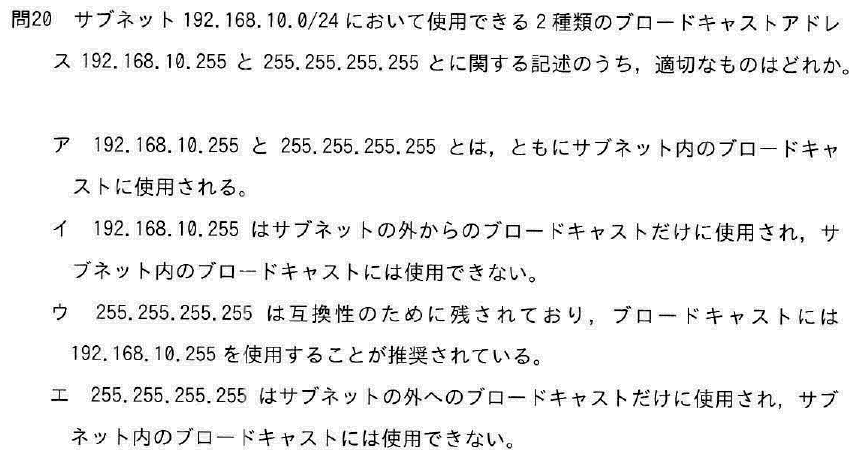 問20　サブネット 192.168.10.0/24 において使用できる 2 種類のブロードキャストアドレ
ス 192.168.10.255 と 255.255.255.255 とに関する記述のうち，適切なものはどれか。
ア　192.168.10.255 と 255.255.255.255 とは，ともにサブネット内のブロードキャ
ストに使用される。
イ　192.168.10.255 はサブネットの外からのブロードキャストだけに使用され，サ
ブネット内のブロードキャストには使用できない。
ウ　255.255.255.255 は互換性のために残されており，ブロードキャストには
192.168.10.255 を使用することが推奨されている。
エ　255.255.255.255 はサブネットの外へのブロードキャストだけに使用され，サブ
ネット内のブロードキャストには使用できない。